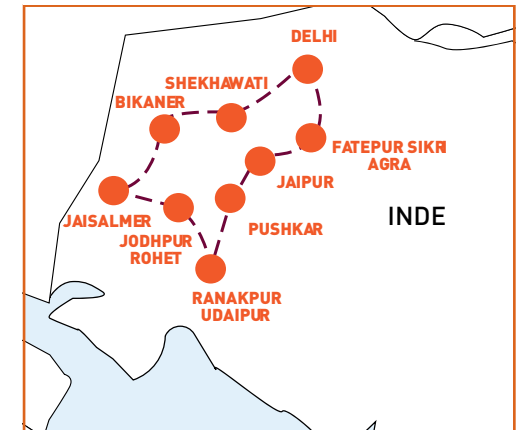 DELHI
SHEKHAWATI
BIKANER
FATEPUR SIKRI
AGRA
JAIPUR
JAISALMER
JODHPUR
ROHET
PUSHKAR
INDE
RANAKPUR
UDAIPUR